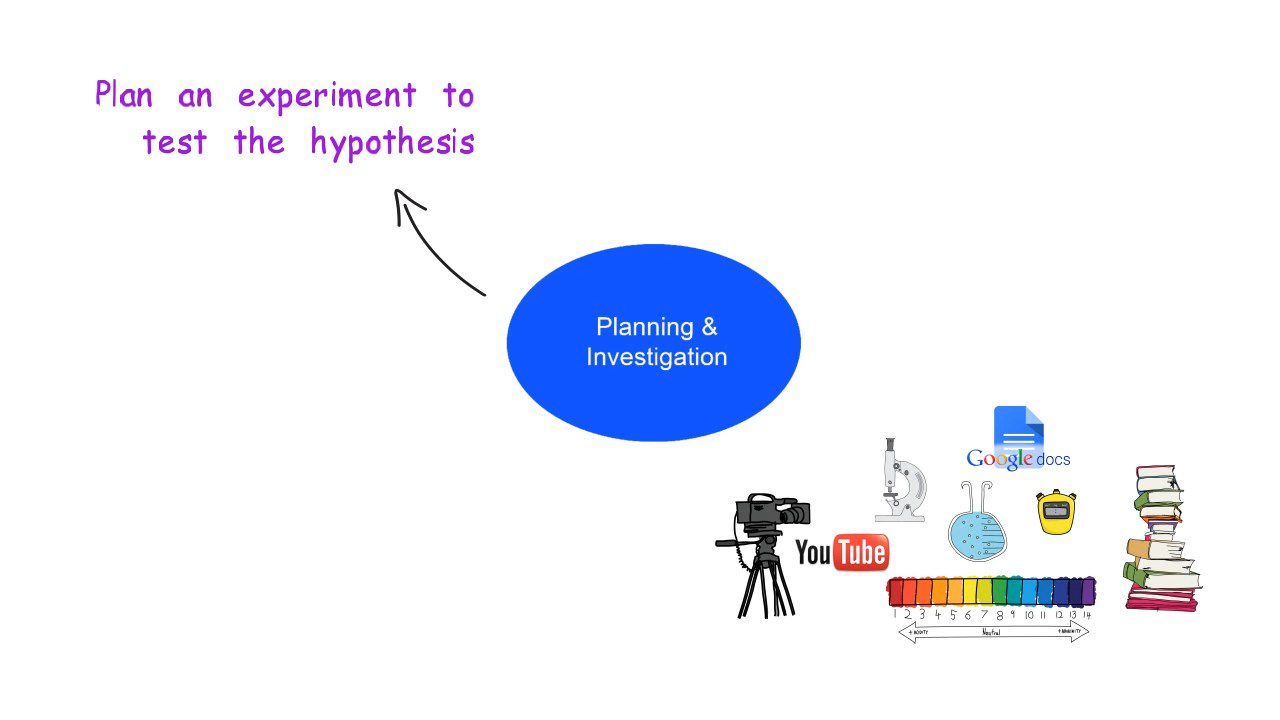 Plan an experiment to
test the hypothesis
Planning &
Investigation
Google docs
YouTube
1 2 3 4 5 6 7 8 9 10 11 12 13 14
Neutral